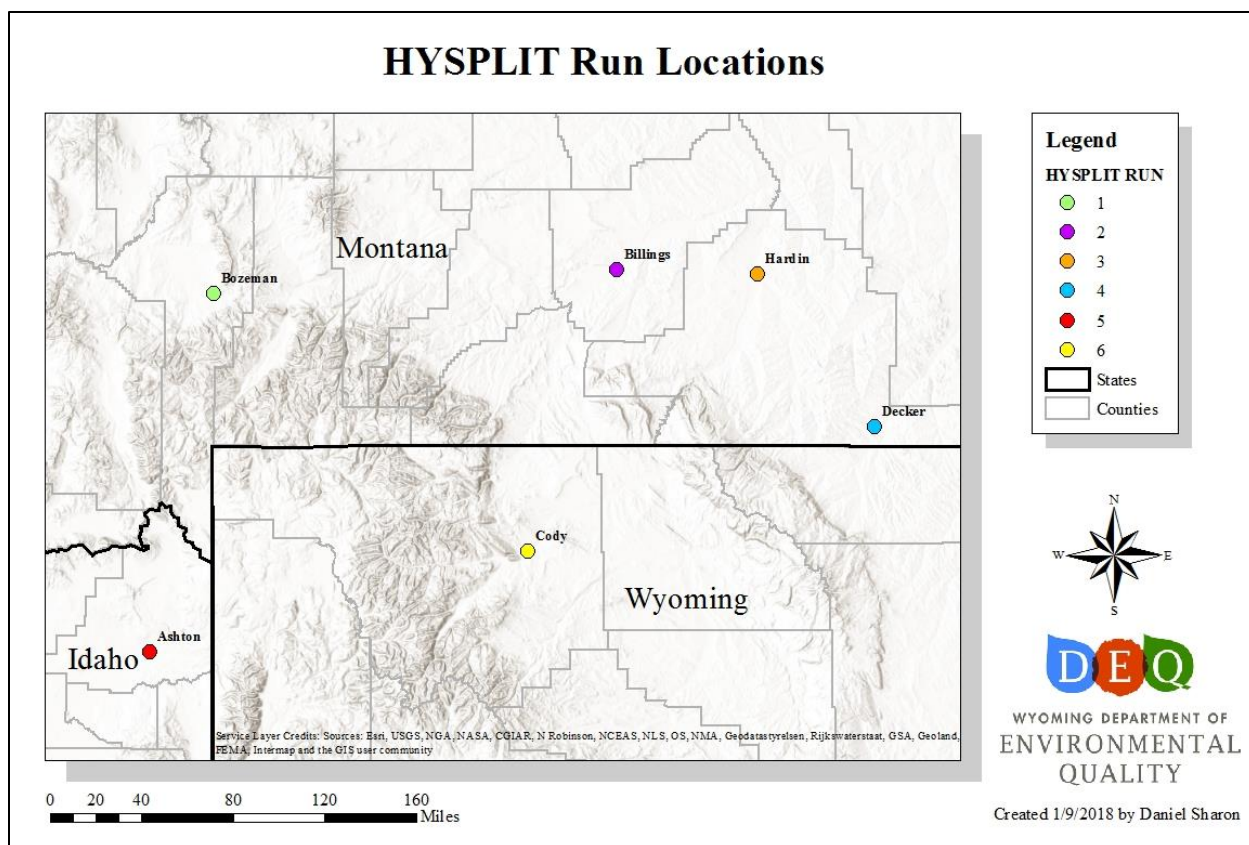 HYSPLIT Run Locations
Montana
Bozeman
Billings
Hardin
Decker
Cody
Wyoming
Ashton
Idaho
Service Layer Credits: Sources: Esri, USGS, NGA, NASA, CGIAR, N Robinson, NCEAS, NLS, OS, NMA, Geodatastyrelsen, Rijkswaterstaat, GSA, Geoland,
FEMA, Intermap and the GIS user community
0 20 40 80 120 160
Miles
Legend
HYSPLIT RUN
1
2
3
4
5
6
States
Counties
N
W E
S
DEQ
WYOMING DEPARTMENT OF
ENVIRONMENTAL
QUALITY
Created 1/9/2018 by Daniel Sharon